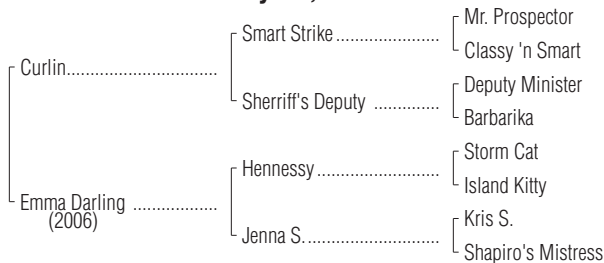 Mr. Prospector
Smart Strike
Classy 'n Smart
Curlin
Deputy Minister
Sherriff's Deputy
Barbarika
Storm Cat
Hennessy
Island Kitty
Emma Darling
(2006)
Kris S.
Jenna S.
Shapiro's Mistress